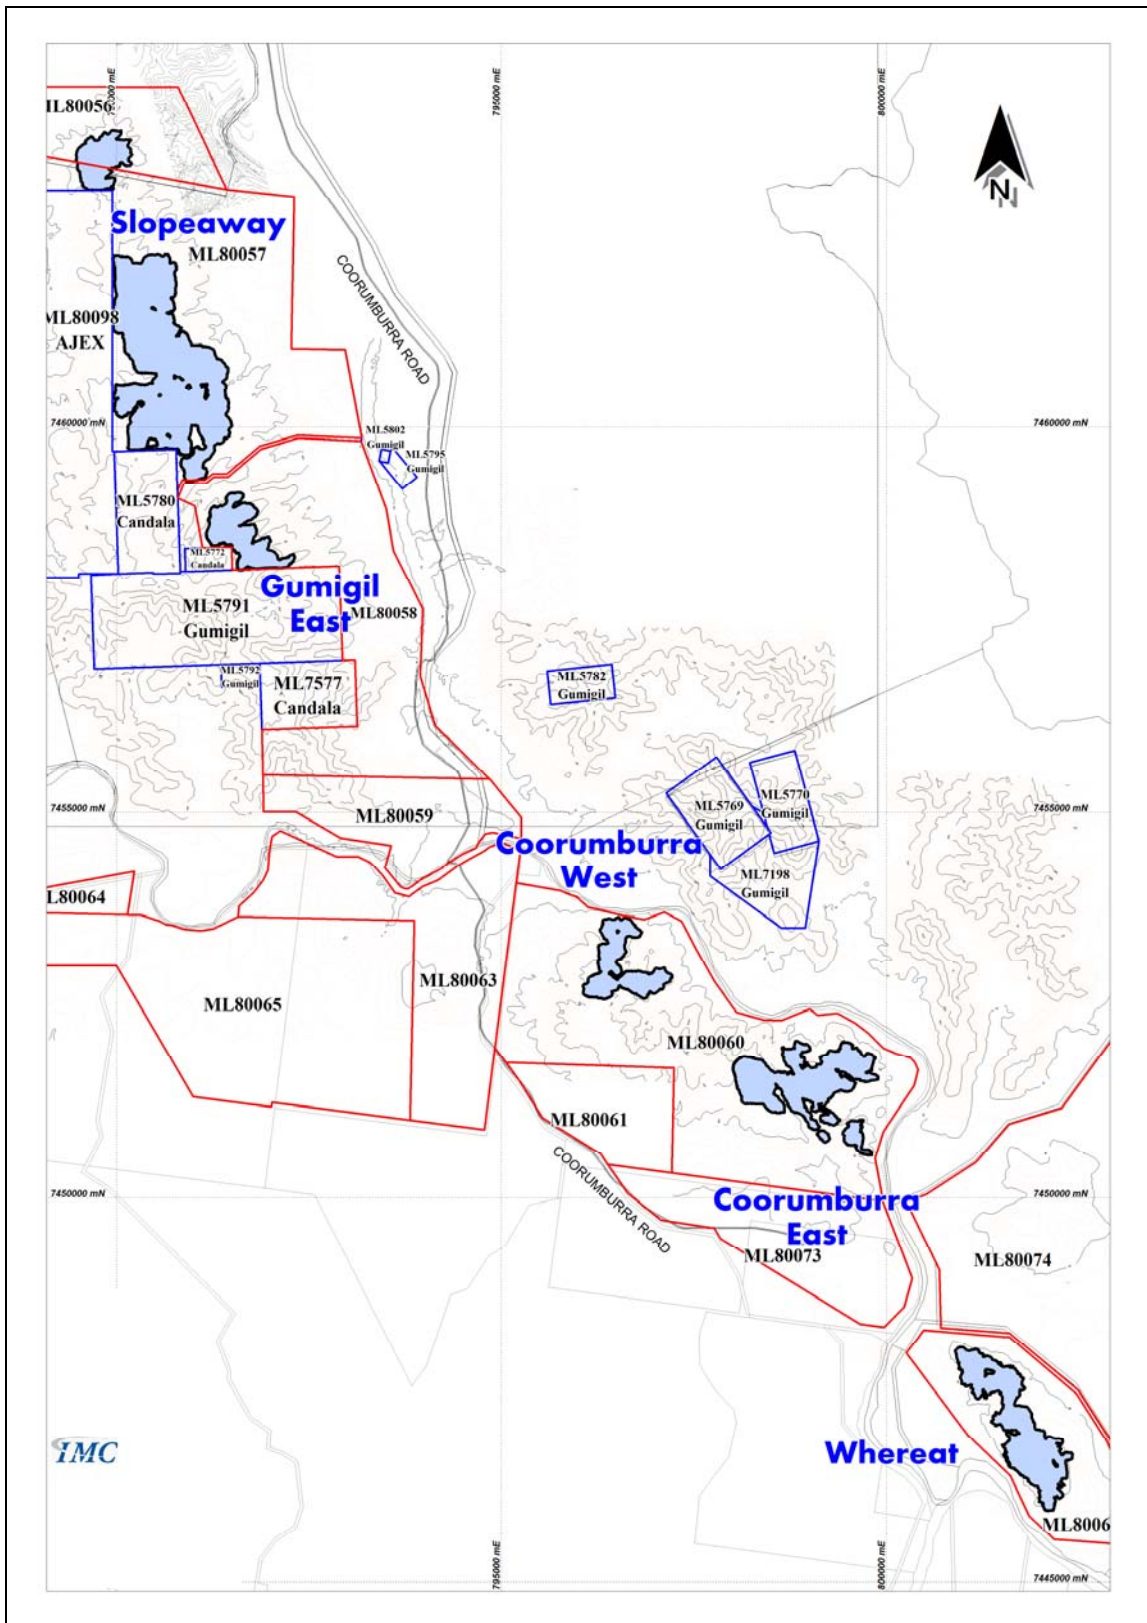 795000 mE
800000 mE
ML80056
Slopeaway
ML80057
N
COORUMBURRA ROAD
ML80098
AJEX
7460000 mN
7460000 mN
ML5802
Gumigil
ML5795
Gumigil
ML5780
Candala
ML5772
Candala
Gumigil
East
ML5791
Gumigil
ML80058
ML5792
Gumigil
ML7577
Candala
ML5782
Gumigil
7455000 mN
7455000 mN
ML80059
ML5769
Gumigil
ML5770
Gumigil
Coorumburra
West
ML7198
Gumigil
L80064
ML80063
ML80065
ML80060
ML80061
COORUMBURRA ROAD
7450000 mN
7450000 mN
Coorumburra
East
ML80073
ML80074
IMC
Whereat
ML8006
795000 mE
800000 mE
7445000 mN